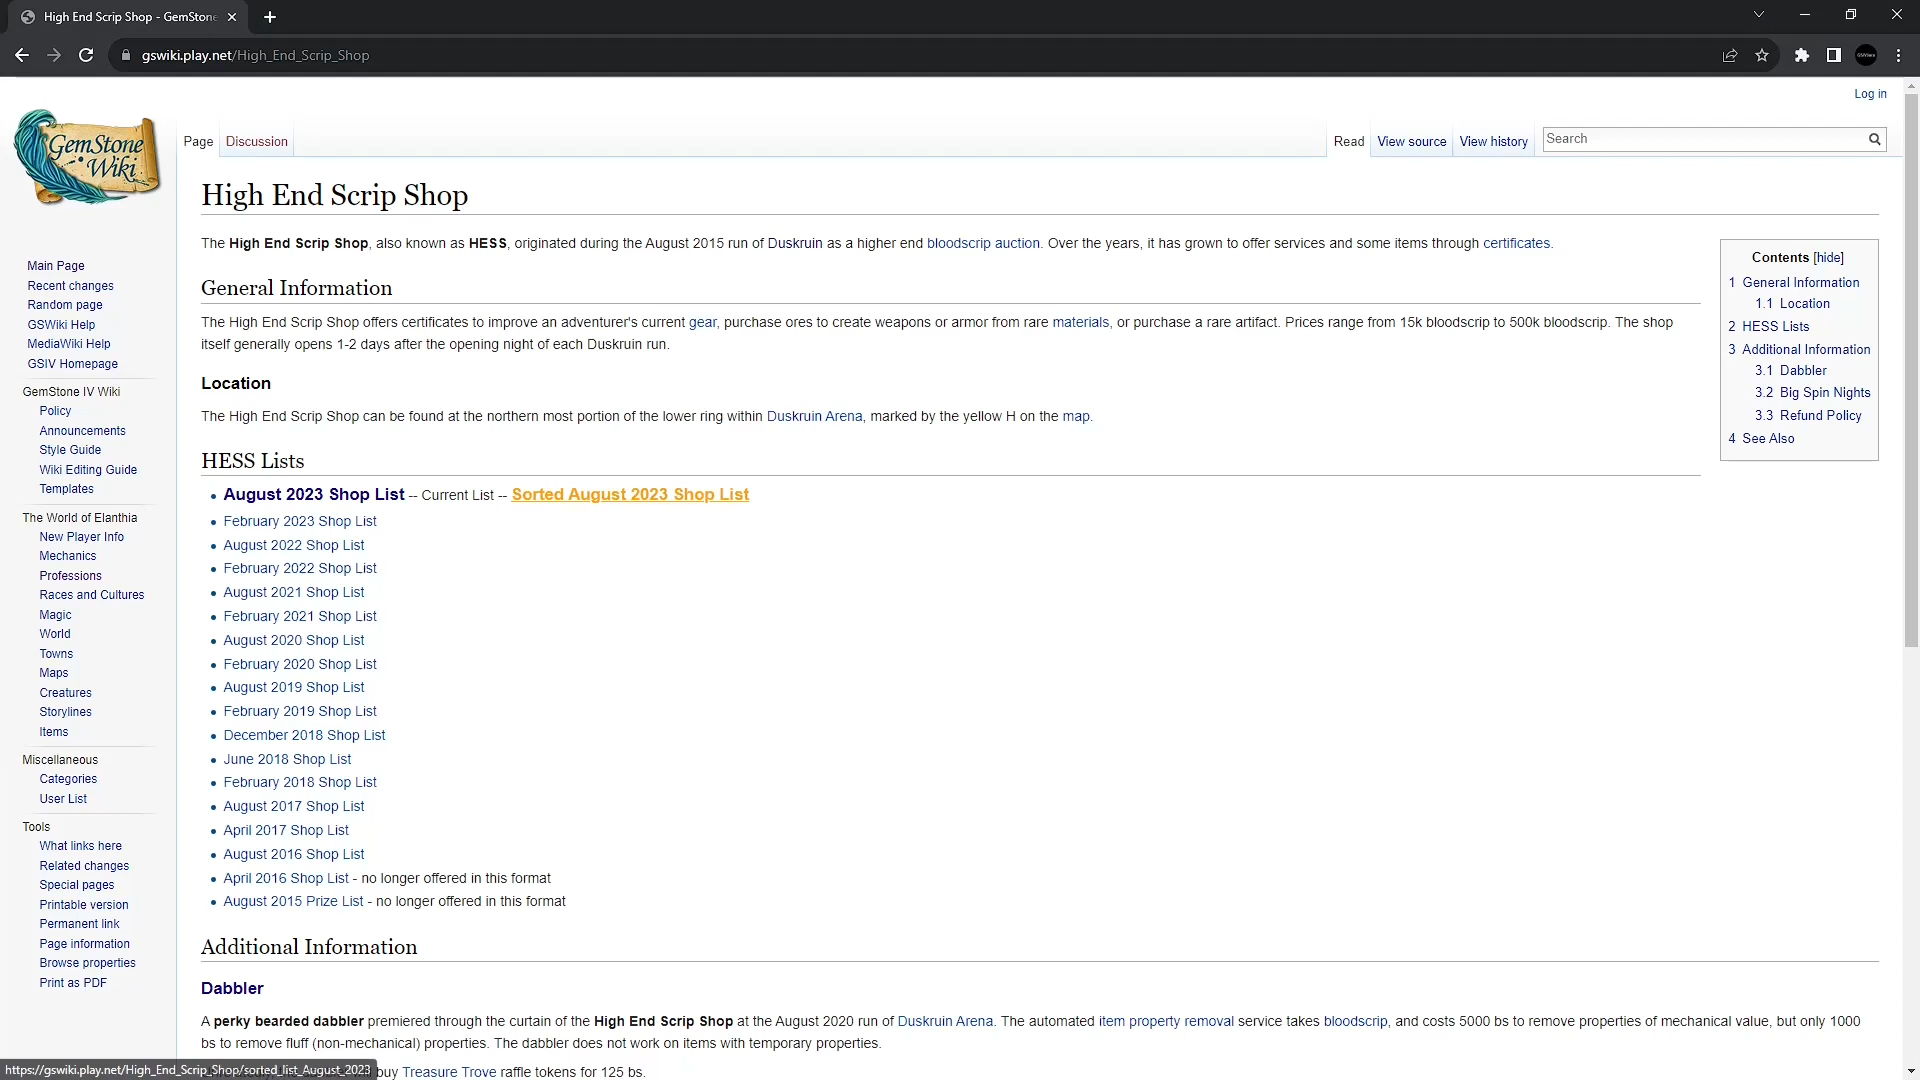 High End Scrip Shop - GemStone
gswiki.play.net/High_End_Scrip_Shop
Log in
GemStone
Wiki
Page
Discussion
Read
View source
View history
Search
High End Scrip Shop
The High End Scrip Shop, also known as HESS, originated during the August 2015 run of Duskruin as a higher end bloodscrip auction. Over the years, it has grown to offer services and some items through certificates.
Contents [hide]
1 General Information
1.1 Location
2 HESS Lists
3 Additional Information
3.1 Dabbler
3.2 Big Spin Nights
3.3 Refund Policy
4 See Also
General Information
The High End Scrip Shop offers certificates to improve an adventurer's current gear, purchase ores to create weapons or armor from rare materials, or purchase a rare artifact. Prices range from 15k bloodscrip to 500k bloodscrip. The shop
itself generally opens 1-2 days after the opening night of each Duskruin run.
Location
The High End Scrip Shop can be found at the northern most portion of the lower ring within Duskruin Arena, marked by the yellow H on the map.
HESS Lists
August 2023 Shop List -- Current List -- Sorted August 2023 Shop List
February 2023 Shop List
August 2022 Shop List
February 2022 Shop List
August 2021 Shop List
February 2021 Shop List
August 2020 Shop List
February 2020 Shop List
August 2019 Shop List
February 2019 Shop List
December 2018 Shop List
June 2018 Shop List
February 2018 Shop List
August 2017 Shop List
April 2017 Shop List
August 2016 Shop List
April 2016 Shop List - no longer offered in this format
August 2015 Prize List - no longer offered in this format
Additional Information
Dabbler
A perky bearded dabbler premiered through the curtain of the High End Scrip Shop at the August 2020 run of Duskruin Arena. The automated item property removal service takes bloodscrip, and costs 5000 bs to remove properties of mechanical value, but only 1000
bs to remove fluff (non-mechanical) properties. The dabbler does not work on items with temporary properties.
buy Treasure Trove raffle tokens for 125 bs.
Main Page
Recent changes
Random page
GSWiki Help
MediaWiki Help
GSIV Homepage
GemStone IV Wiki
Policy
Announcements
Style Guide
Wiki Editing Guide
Templates
The World of Elanthia
New Player Info
Mechanics
Professions
Races and Cultures
Magic
World
Towns
Maps
Creatures
Storylines
Items
Miscellaneous
Categories
User List
Tools
What links here
Related changes
Special pages
Printable version
Permanent link
Page information
Browse properties
Print as PDF
https://gswiki.play.net/High_End_Scrip_Shop/sorted_list_August_2023